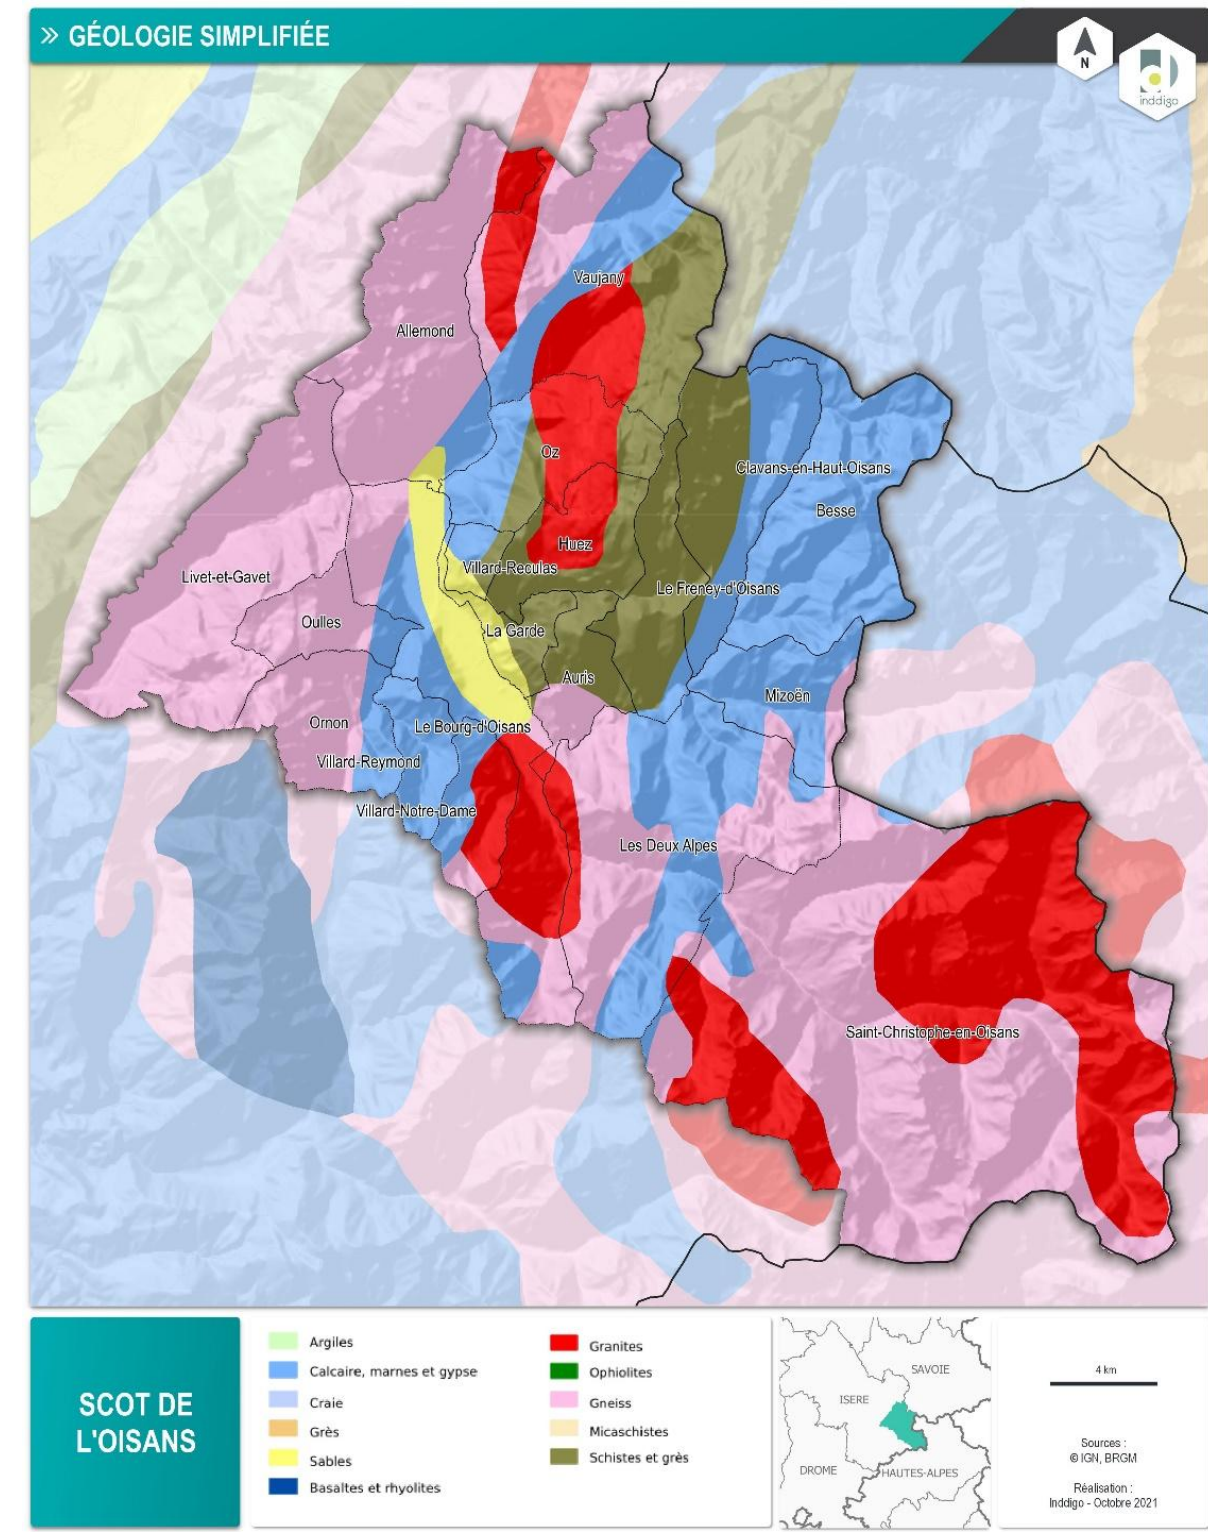 » GÉOLOGIE SIMPLIFIÉE
N
inddigo
Vaujany
Allemond
Oz
Clavans-en-Haut-Oisans
Besse
Huez
Villard-Reculas
Livet-et-Gavet
Le Freney-d'Oisans
Oulles
La Garde
Auris
Mizoën
Ornon
Le Bourg-d'Oisans
Villard-Reymond
Villard-Notre-Dame
Les Deux Alpes
Saint-Christophe-en-Oisans
SCOT DE
L'OISANS
Argiles
Calcaire, marnes et gypse
Craie
Grès
Sables
Basaltes et rhyolites
Granites
Ophiolites
Gneiss
Micaschistes
Schistes et grès
SAVOIE
ISERE
DROME
HAUTES-ALPES
4 km
Sources :
© IGN, BRGM
Réalisation :
Inddigo - Octobre 2021